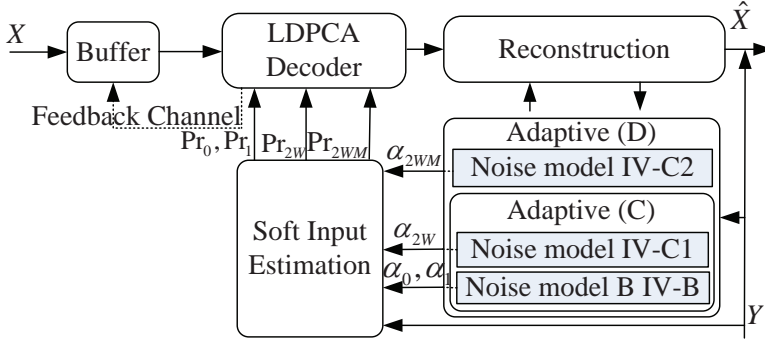 X
Buffer
LDPCA
Decoder
Reconstruction
X̂
Feedback Channel
Pr₀, Pr₁
Pr₂W
Pr₂WM
Adaptive (D)
α₂WM
Noise model IV-C2
Adaptive (C)
Soft Input
Estimation
α₂W
Noise model IV-C1
α₀, α₁
Noise model B IV-B
Y